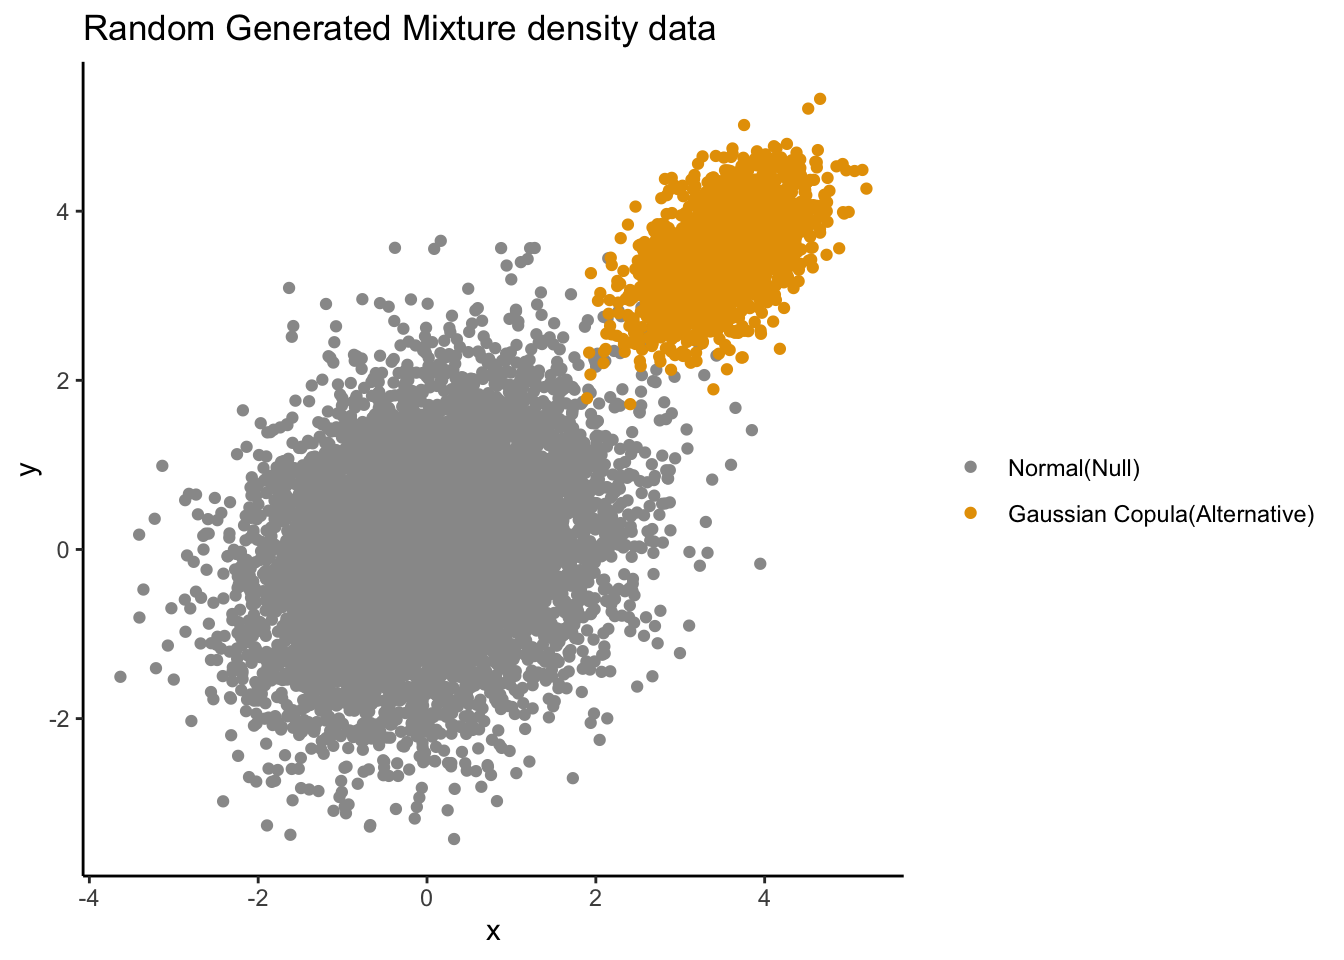 Random Generated Mixture density data
y
4
2
0
-2
-4 -2 0 2 4
x
Normal(Null)
Gaussian Copula(Alternative)